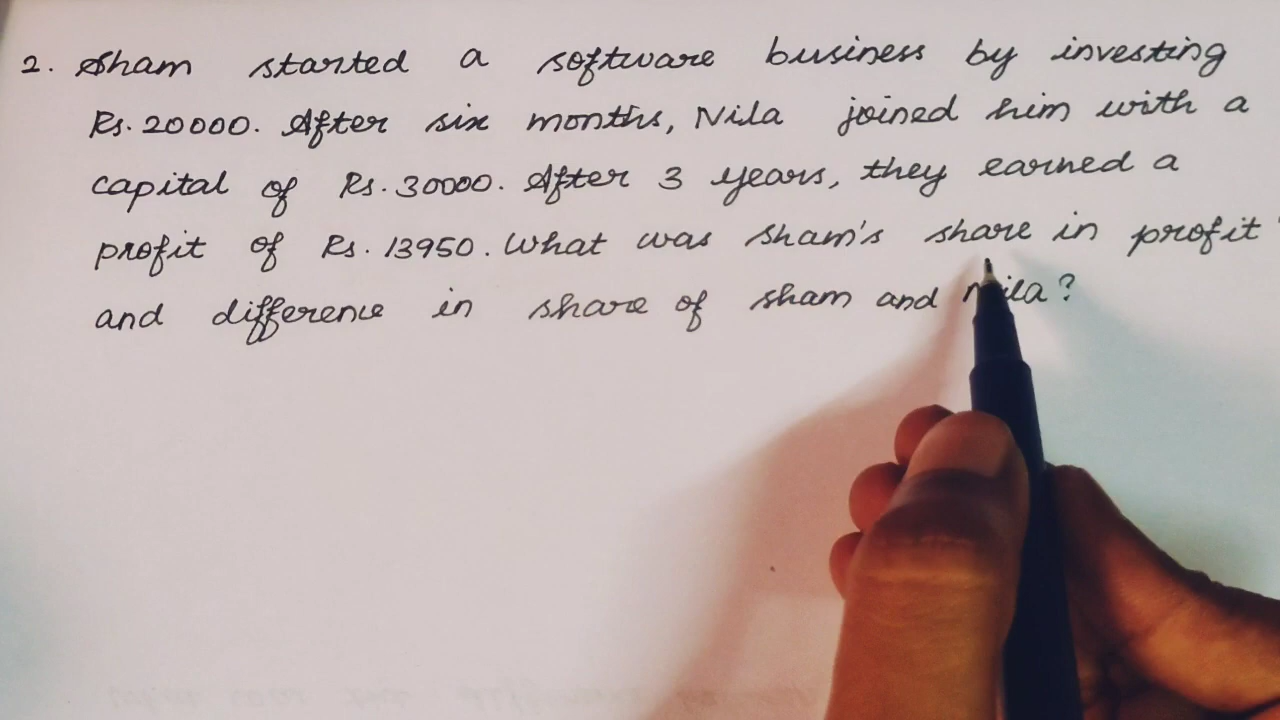 2. Sham started a software business by investing
Rs. 20000. After six months, Nila joined him with a
capital of Rs. 30000. After 3 years, they earned a
profit of Rs. 13950. What was sham's share in profit
and difference in share of sham and Nila?